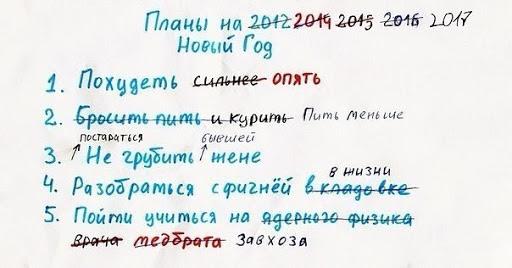 Планы на 2012 2014 2015 2016 2017
Новый Год
1. Похудеть сильнее опять
2. Бросить пить и курить Пить меньше
постараться бывшей
3. ↑ Не грубить ↑ жене
в жизни
4. Разобраться с фигнёй в кладовке
5. Пойти учиться на ядерного физика
врача медбрата завхоза